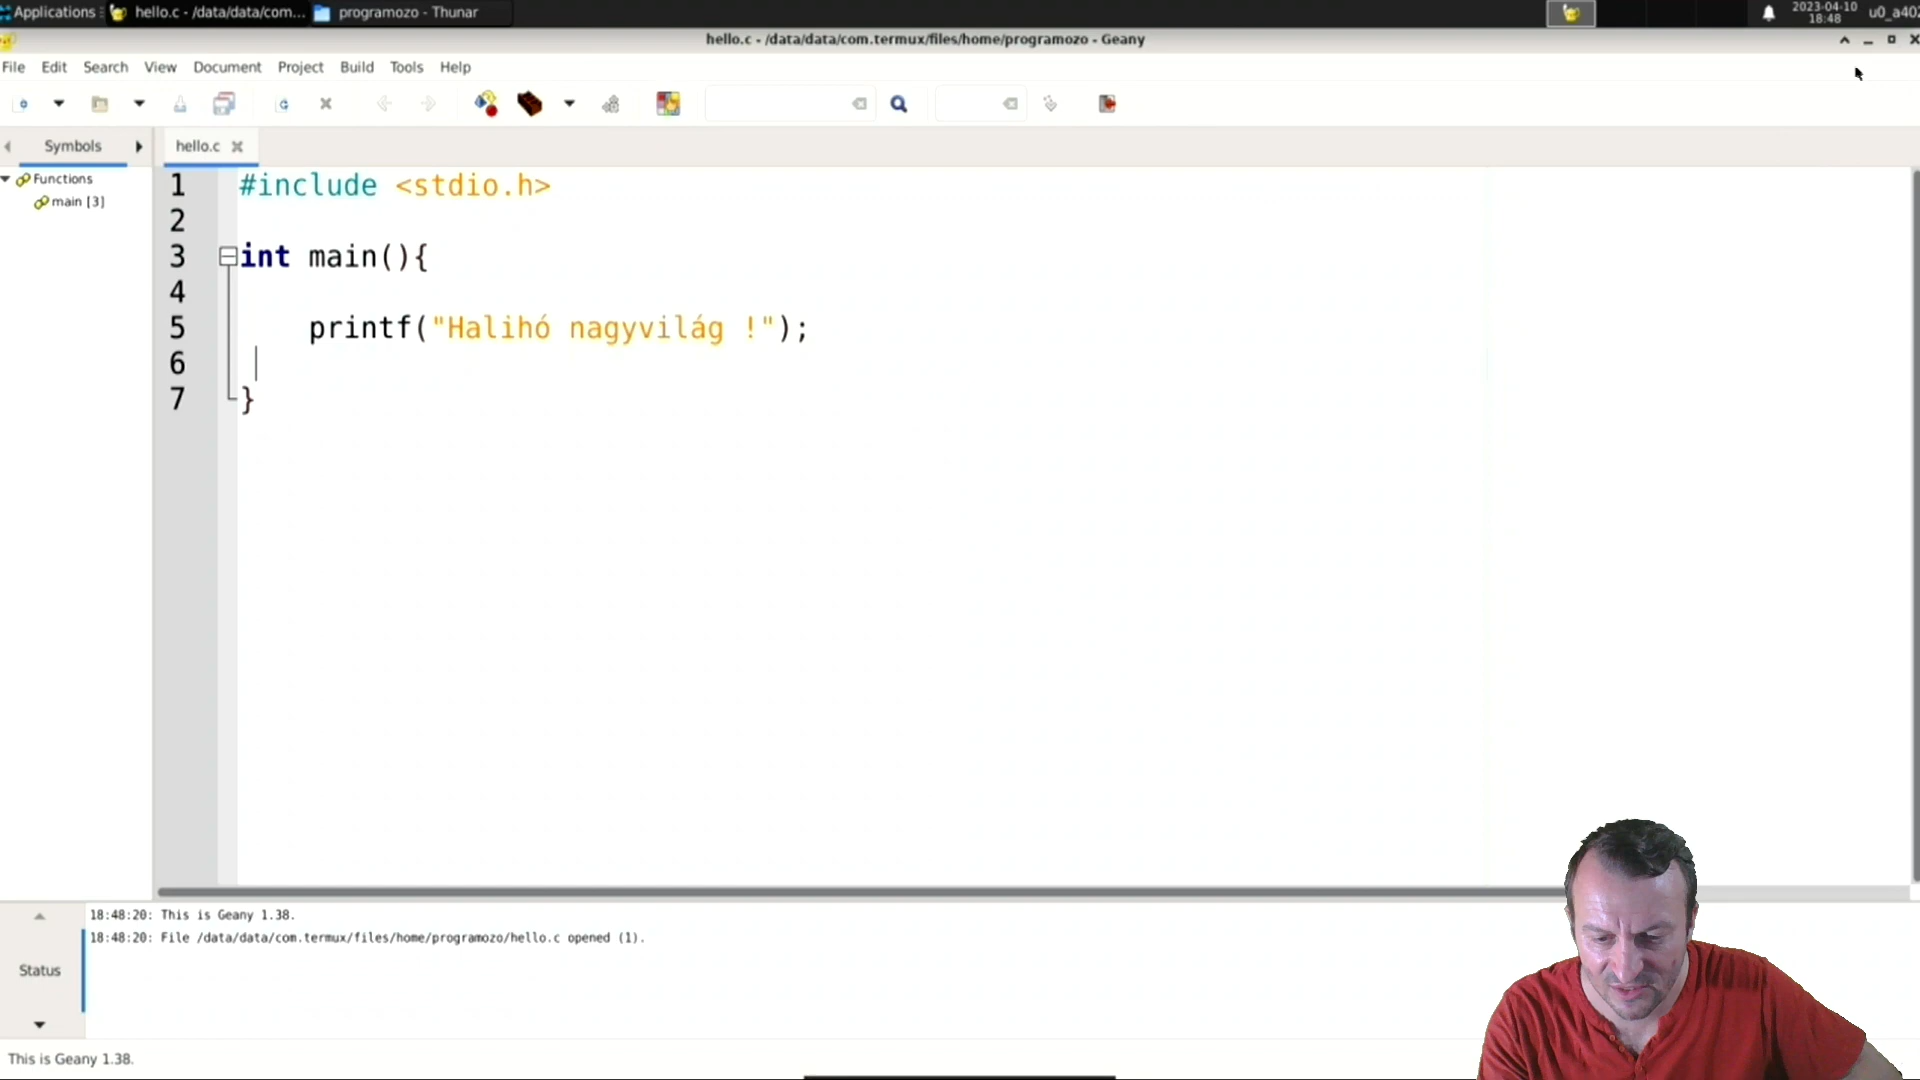 Applications hello.c - /data/data/com... programozo - Thunar 2023-04-10 18:48 u0_a402
hello.c - /data/data/com.termux/files/home/programozo - Geany
File Edit Search View Document Project Build Tools Help
Symbols hello.c
Functions
main [3]
1 #include <stdio.h>
2
3 int main(){
4
5 printf("Halihó nagyvilág !");
6
7 }
18:48:20: This is Geany 1.38.
18:48:20: File /data/data/com.termux/files/home/programozo/hello.c opened (1).
Status
This is Geany 1.38.